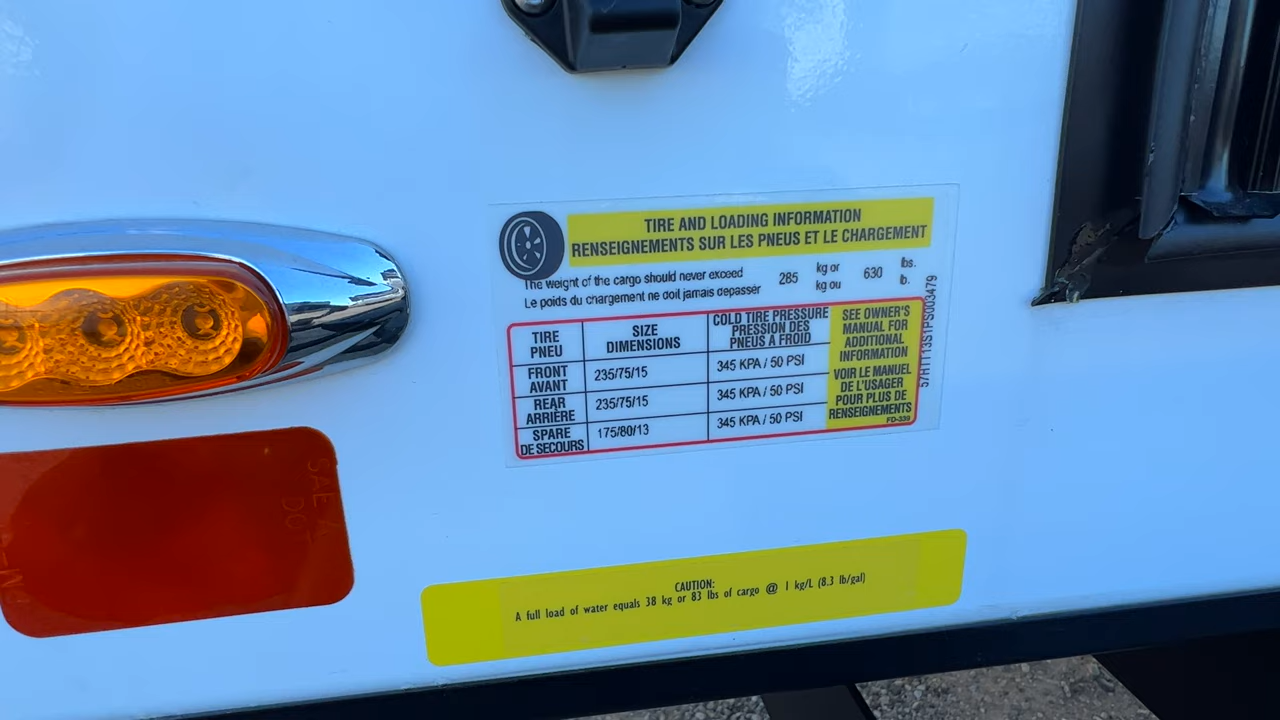 TIRE AND LOADING INFORMATION
RENSEIGNEMENTS SUR LES PNEUS ET LE CHARGEMENT
The weight of the cargo should never exceed 285 kg or 630 lbs.
Le poids du chargement ne doit jamais depasser kg ou lb.
TIRE PNEU
SIZE DIMENSIONS
COLD TIRE PRESSURE
PRESSION DES
PNEUS A FROID
FRONT AVANT 235/75/15 345 KPA / 50 PSI
REAR ARRIÈRE 235/75/15 345 KPA / 50 PSI
SPARE DE SECOURS 175/80/13 345 KPA / 50 PSI
SEE OWNER'S
MANUAL FOR
ADDITIONAL
INFORMATION
VOIR LE MANUEL
DE L'USAGER
POUR PLUS DE
RENSEIGNEMENTS
FD-339
SAE A
DOT
CAUTION:
A full load of water equals 38 kg or 83 lbs of cargo @ 1 kg/L (8.3 lb/gal)